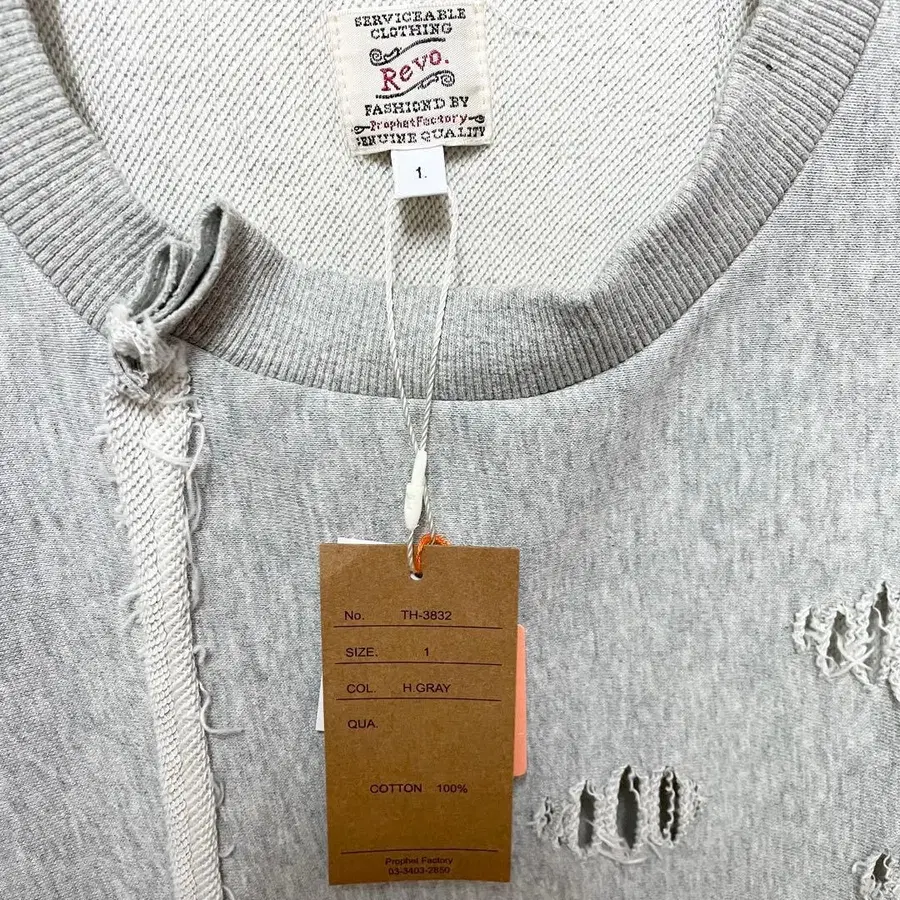 SERVICEABLE
CLOTHING
Revo.
FASHIOND BY
ProphetFactory
GENUINE QUALITY
1.
No. TH-3832
SIZE. 1
COL. H.GRAY
QUA.
COTTON 100%
Prophet Factory
03-3403-2850